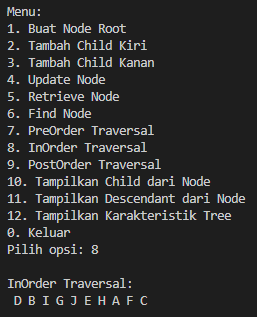 Menu:
1. Buat Node Root
2. Tambah Child Kiri
3. Tambah Child Kanan
4. Update Node
5. Retrieve Node
6. Find Node
7. PreOrder Traversal
8. InOrder Traversal
9. PostOrder Traversal
10. Tampilkan Child dari Node
11. Tampilkan Descendant dari Node
12. Tampilkan Karakteristik Tree
0. Keluar
Pilih opsi: 8

InOrder Traversal:
D B I G J E H A F C